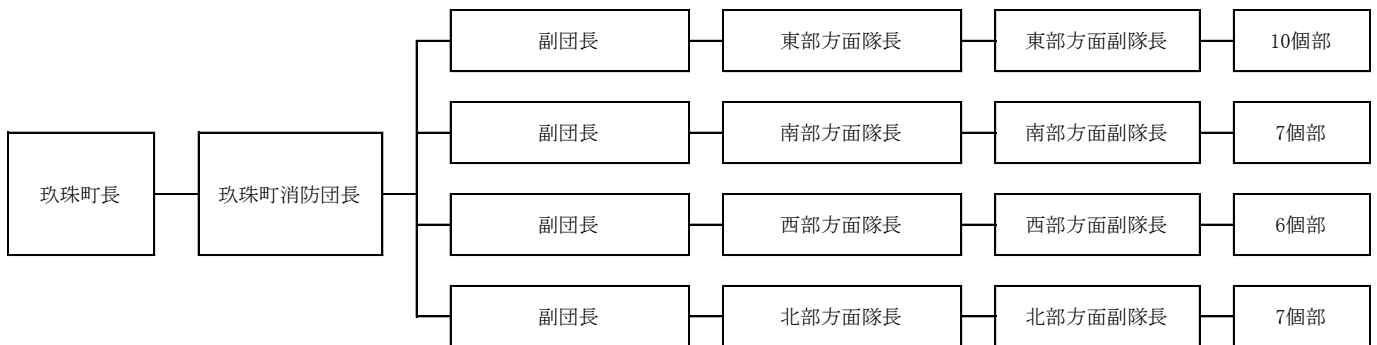 副団長
東部方面隊長
東部方面副隊長
10個部
副団長
南部方面隊長
南部方面副隊長
7個部
玖珠町長
玖珠町消防団長
副団長
西部方面隊長
西部方面副隊長
6個部
副団長
北部方面隊長
北部方面副隊長
7個部